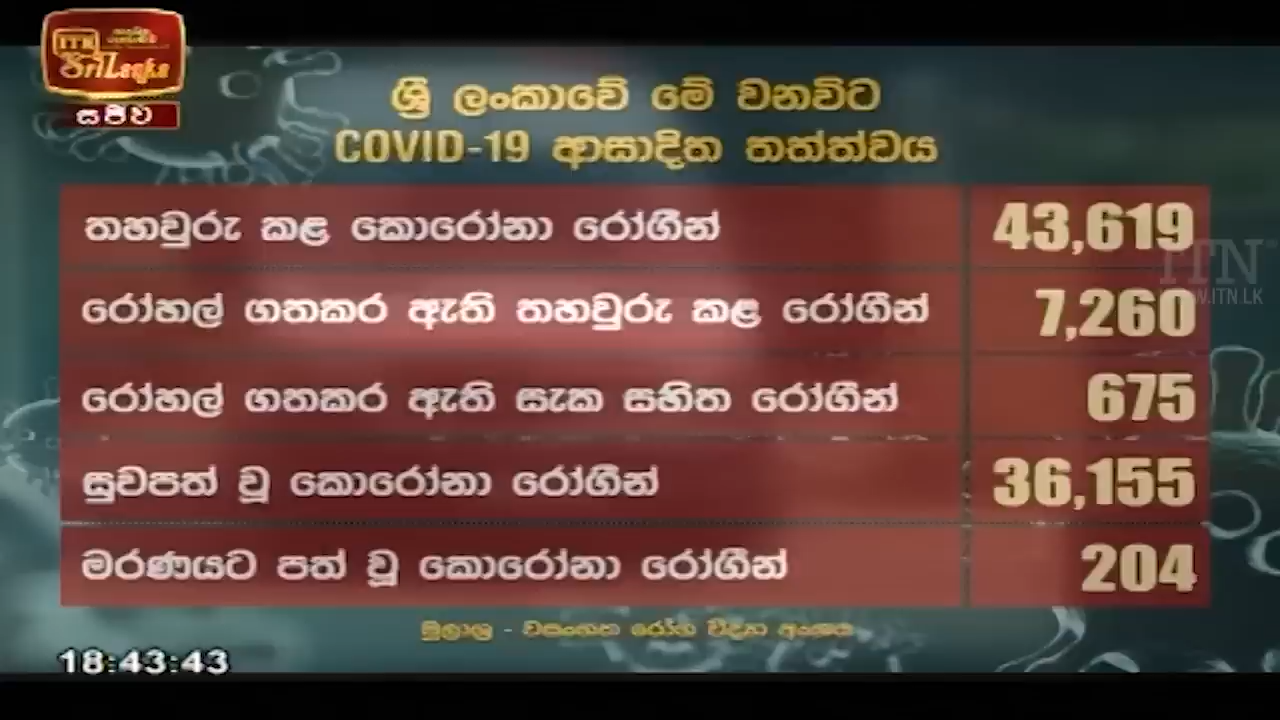 ITN
SriLanka
සජීව
ශ්‍රී ලංකාවේ මේ වනවිට
COVID-19 ආසාදිත තත්ත්වය
තහවුරු කළ කොරෝනා රෝගීන් 43,619
රෝහල් ගතකර ඇති තහවුරු කළ රෝගීන් 7,260
රෝහල් ගතකර ඇති සැක සහිත රෝගීන් 675
සුවපත් වූ කොරෝනා රෝගීන් 36,155
මරණයට පත් වූ කොරෝනා රෝගීන් 204
ITN
WWW.ITN.LK
මුලාශ්‍ර - වසංගත රෝග විද්‍යා අංශය
18:43:43